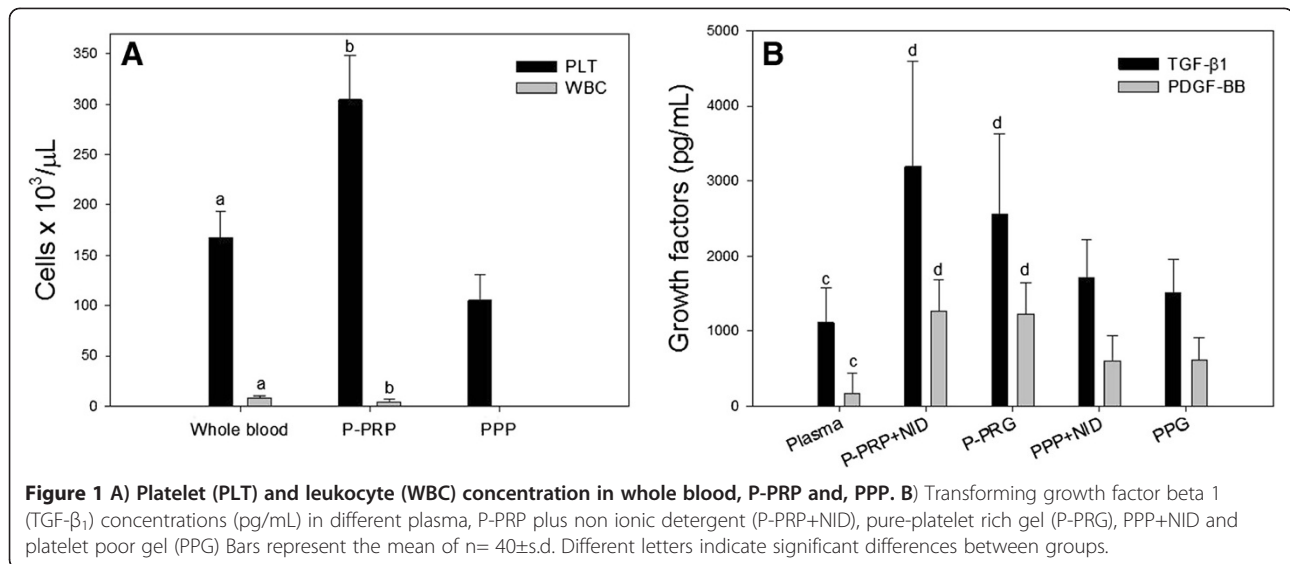 A
B
Cells x 10³/µL
350
300
250
200
150
100
50
0
a
a
b
b
PLT
WBC
Whole blood
P-PRP
PPP
Growth factors (pg/mL)
5000
4000
3000
2000
1000
0
c
c
d
d
d
d
TGF-β1
PDGF-BB
Plasma
P-PRP+NID
P-PRG
PPP+NID
PPG
Figure 1 A) Platelet (PLT) and leukocyte (WBC) concentration in whole blood, P-PRP and, PPP. B) Transforming growth factor beta 1
(TGF-β₁) concentrations (pg/mL) in different plasma, P-PRP plus non ionic detergent (P-PRP+NID), pure-platelet rich gel (P-PRG), PPP+NID and
platelet poor gel (PPG) Bars represent the mean of n= 40±s.d. Different letters indicate significant differences between groups.